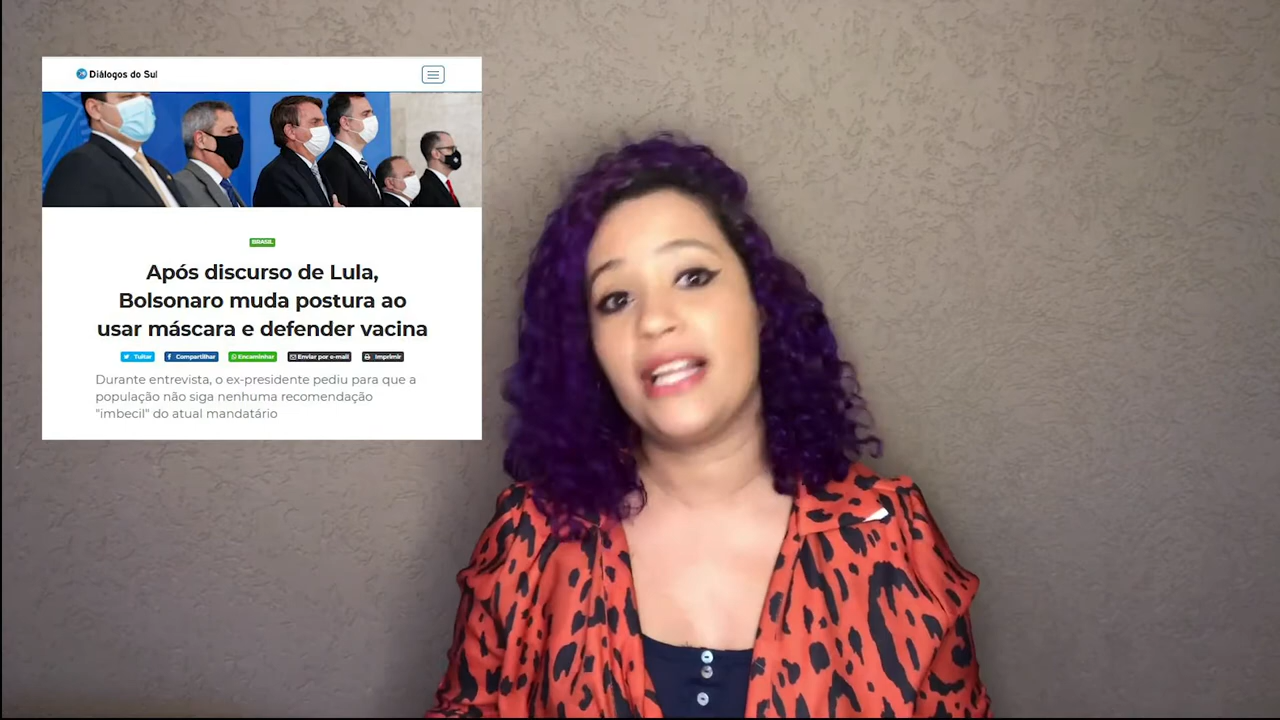 Diálogos do Sul
BRASIL
Após discurso de Lula,
Bolsonaro muda postura ao
usar máscara e defender vacina
Tuitar Compartilhar Encaminhar Enviar por e-mail Imprimir
Durante entrevista, o ex-presidente pediu para que a
população não siga nenhuma recomendação
"imbecil" do atual mandatário